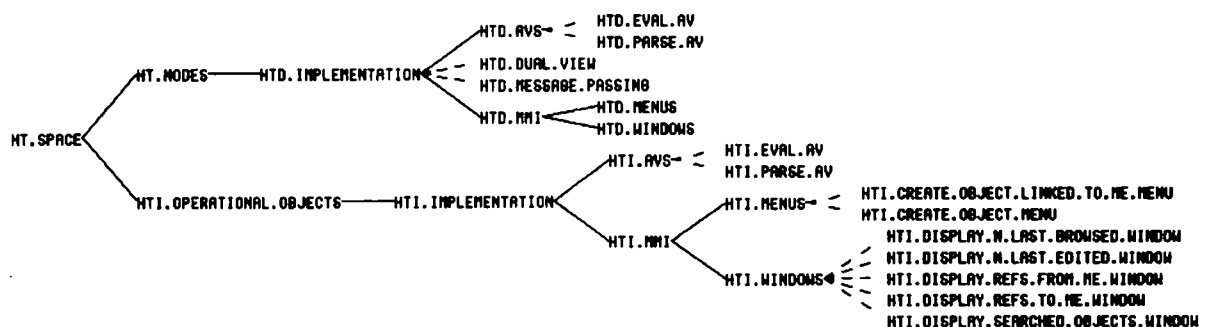 HTD.EVAL.AV
HTD.AVS
HTD.PARSE.AV
HT.NODES HTD.IMPLEMENTATION HTD.DUAL.VIEW
HTD.MESSAGE.PASSING
HTD.MMI HTD.MENUS
HTD.WINDOWS
HT.SPACE
HTI.EVAL.AV
HTI.AVS
HTI.PARSE.AV
HTI.OPERATIONAL.OBJECTS HTI.IMPLEMENTATION
HTI.MENUS HTI.CREATE.OBJECT.LINKED.TO.ME.MENU
HTI.CREATE.OBJECT.MENU
HTI.MMI
HTI.DISPLAY.N.LAST.BROWSED.WINDOW
HTI.DISPLAY.N.LAST.EDITED.WINDOW
HTI.WINDOWS HTI.DISPLAY.REFS.FROM.ME.WINDOW
HTI.DISPLAY.REFS.TO.ME.WINDOW
HTI.DISPLAY.SEARCHED.OBJECTS.WINDOW